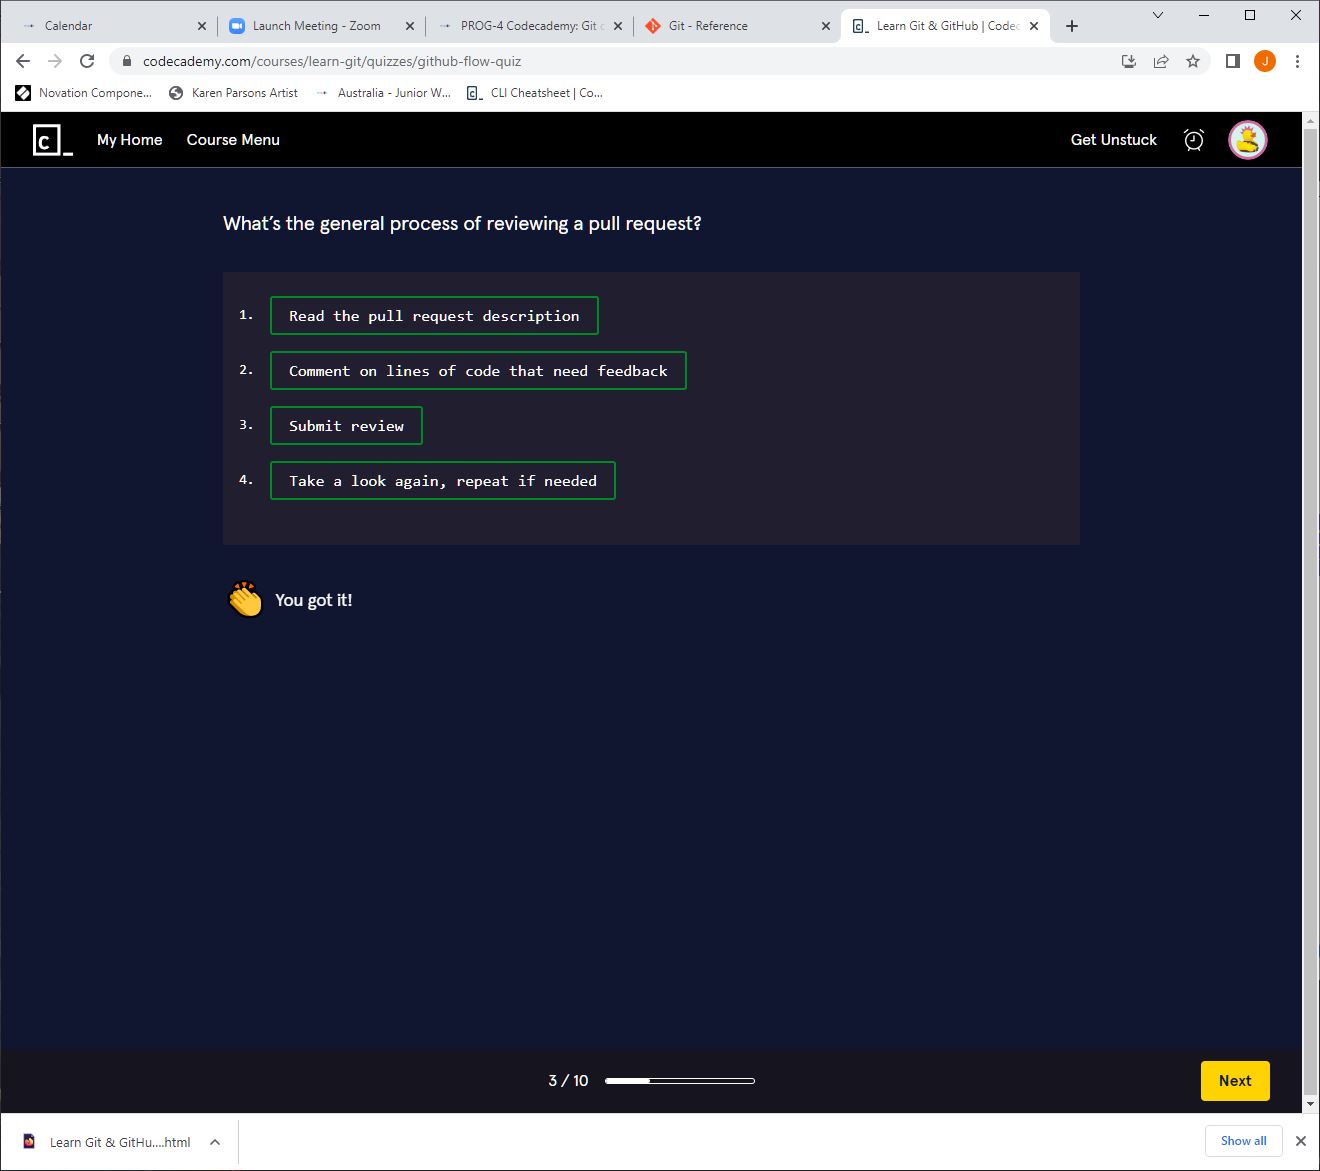 Calendar
Launch Meeting - Zoom
PROG-4 Codecademy: Git
Git - Reference
Learn Git & GitHub | Codec
codecademy.com/courses/learn-git/quizzes/github-flow-quiz
J
Novation Compone...
Karen Parsons Artist
Australia - Junior W...
CLI Cheatsheet | Co...
c_
My Home
Course Menu
Get Unstuck
What's the general process of reviewing a pull request?
1. Read the pull request description
2. Comment on lines of code that need feedback
3. Submit review
4. Take a look again, repeat if needed
You got it!
3 / 10
Next
Learn Git & GitHu....html
Show all